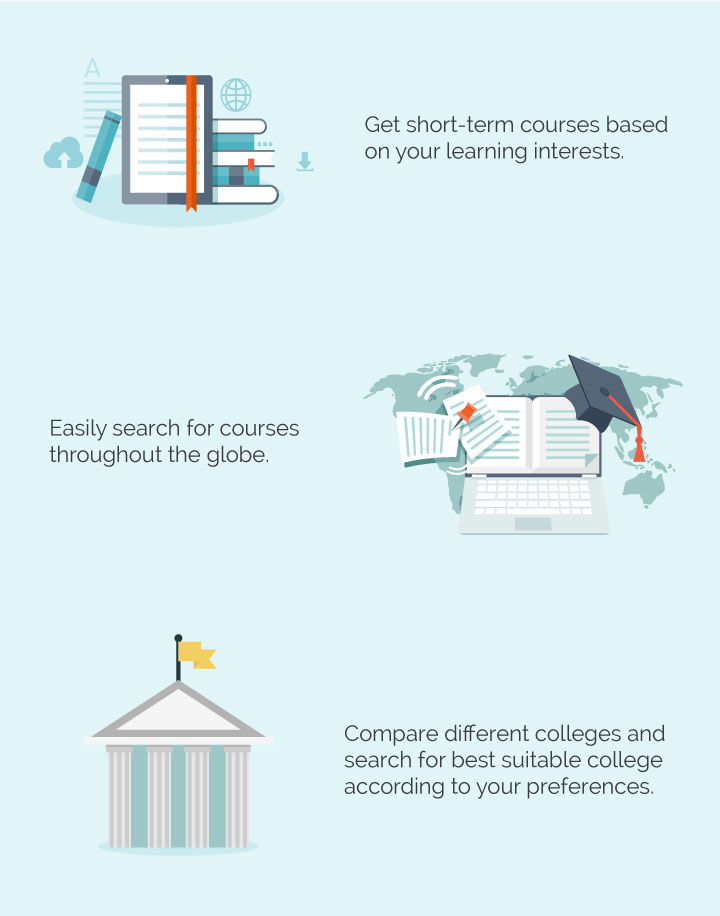 A
Get short-term courses based
on your learning interests.
Easily search for courses
throughout the globe.
Compare different colleges and
search for best suitable college
according to your preferences.